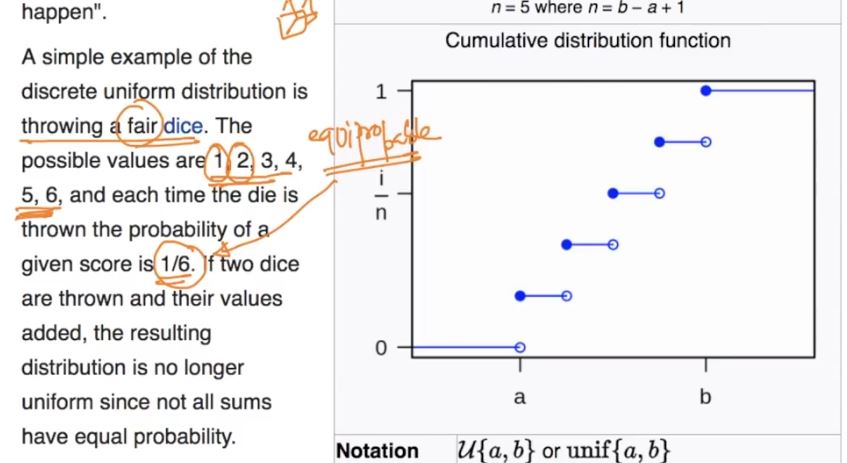 happen".
A simple example of the
discrete uniform distribution is
throwing a fair dice. The
possible values are 1, 2, 3, 4,
5, 6, and each time the die is
thrown the probability of a
given score is 1/6. If two dice
are thrown and their values
added, the resulting
distribution is no longer
uniform since not all sums
have equal probability.
equiprobable
n = 5 where n = b − a + 1
Cumulative distribution function
1
i
n
0
a b
Notation U{a, b} or unif{a, b}